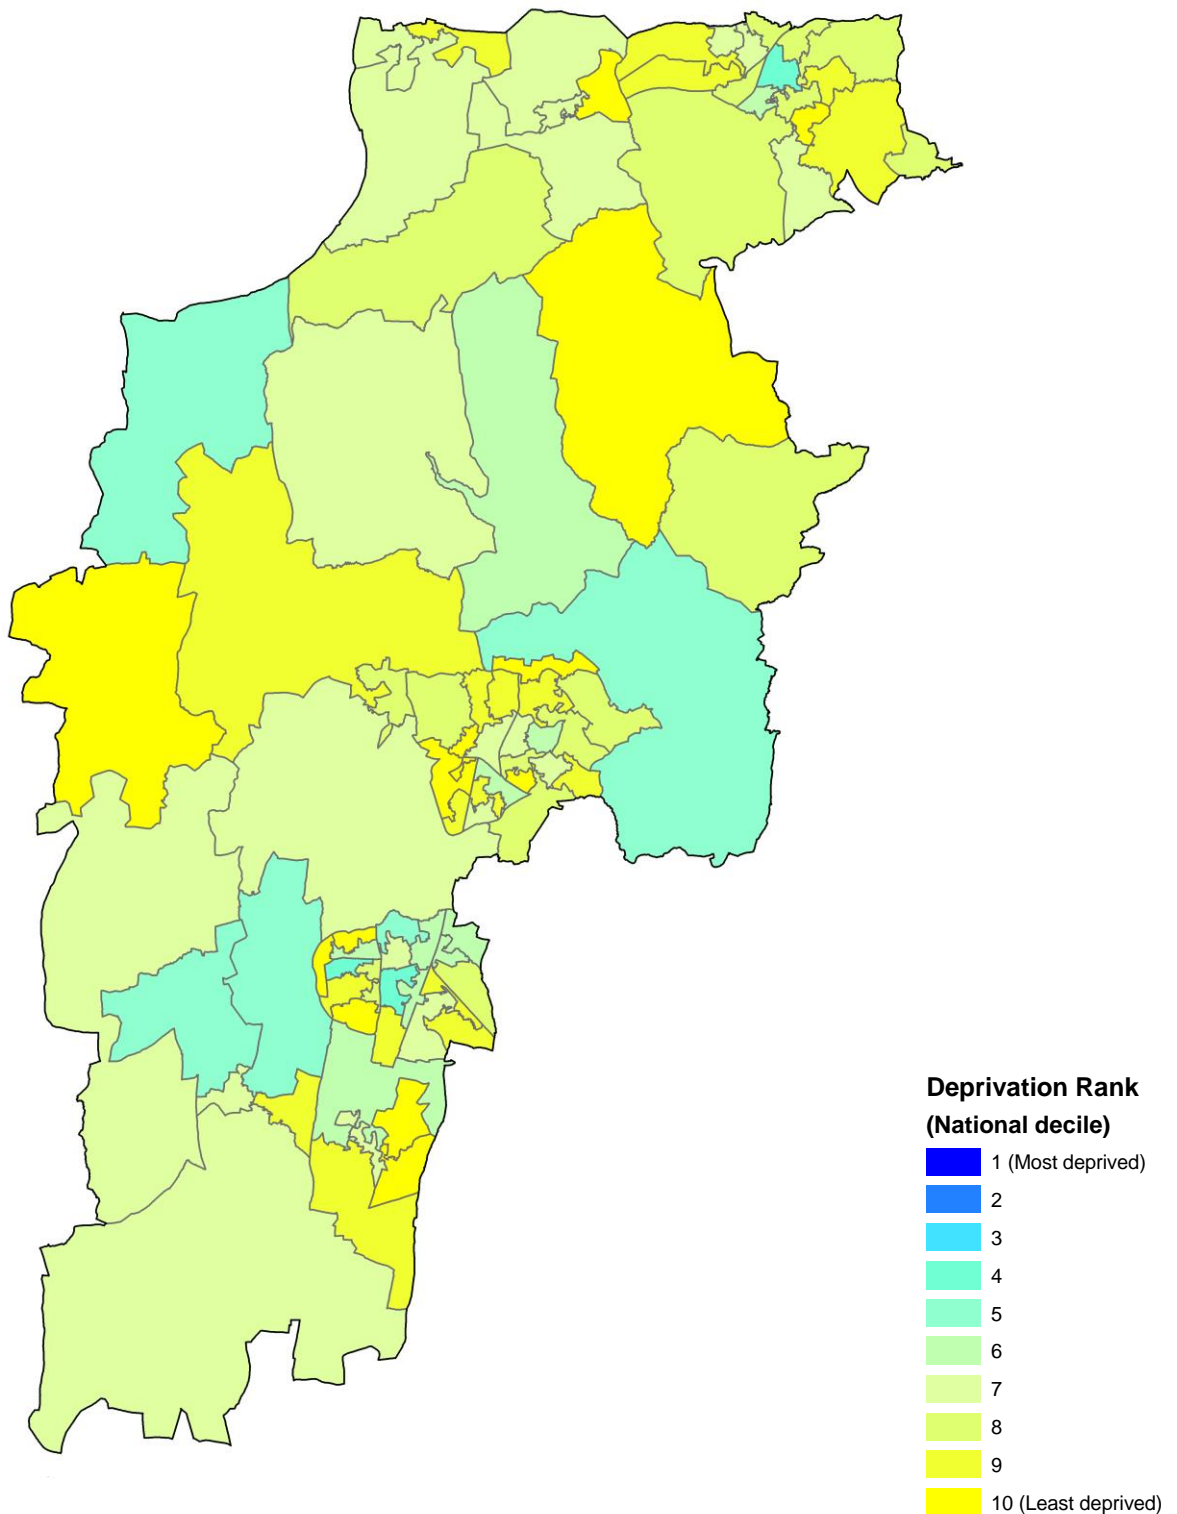 Deprivation Rank
(National decile)
1 (Most deprived)
2
3
4
5
6
7
8
9
10 (Least deprived)